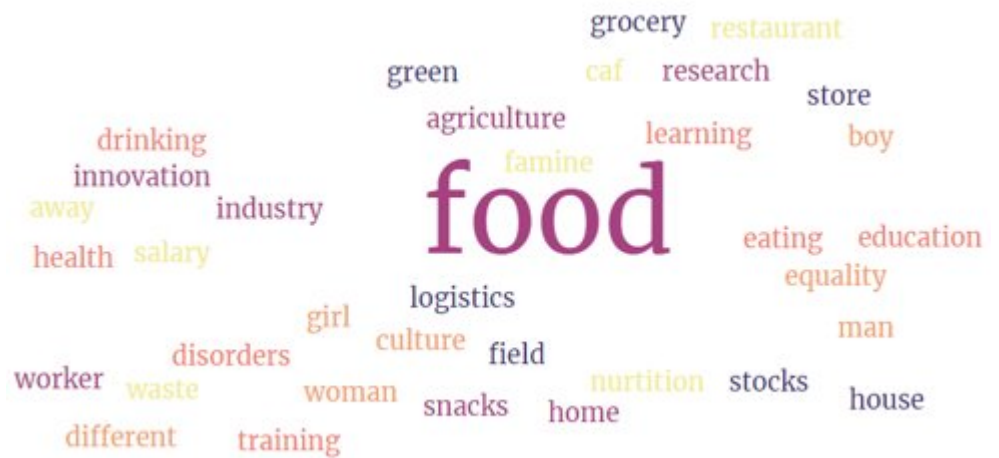 grocery restaurant
green caf research
store
agriculture
drinking learning boy
famine
innovation
away industry food
health salary eating education
equality
logistics
girl man
culture
disorders field
worker waste woman nurtition stocks
snacks home house
different training